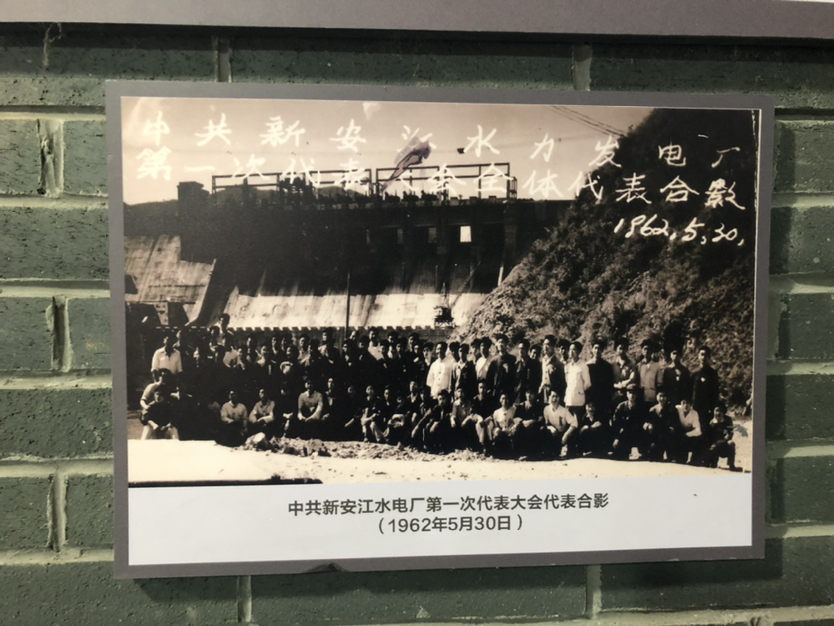 中共新安江水力发电厂
第一次代表大会全体代表合影
1962.5.30.
中共新安江水电厂第一次代表大会代表合影
（1962年5月30日）